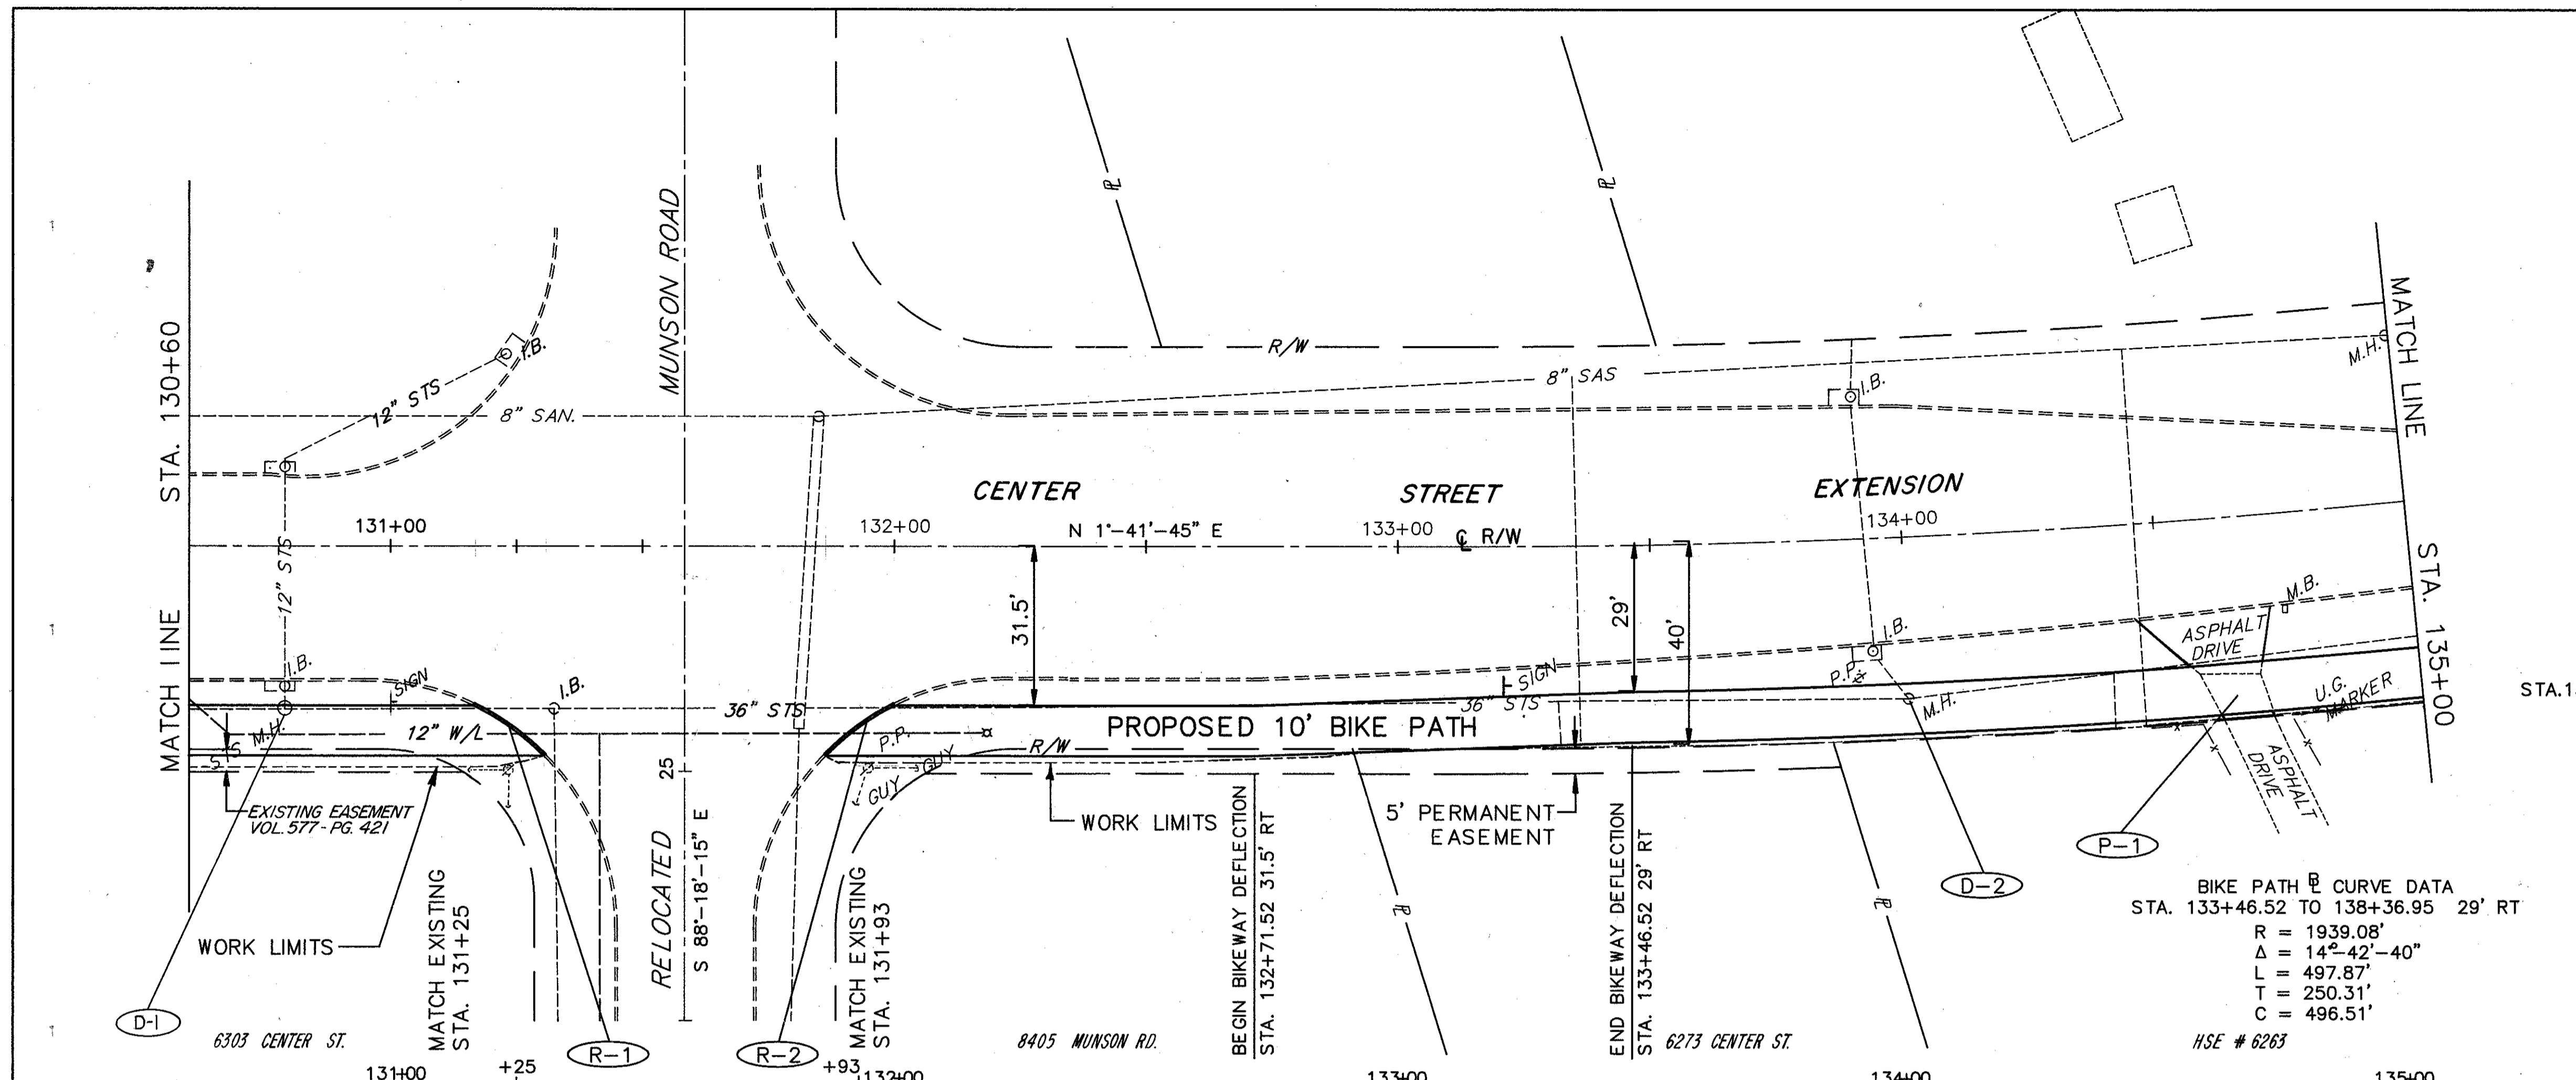 MATCH LINE STA. 130+60
12" STS
I.B.
8" SAN.
MUNSON ROAD
℄ R/W
R/W
PL
PL
8" SAS
I.B.
M.H.
MATCH LINE STA. 135+00
CENTER STREET EXTENSION
131+00
132+00
N 1°-41'-45" E
133+00
134+00
12" STS
31.5'
29'
40'
I.B.
SIGN
I.B.
M.H.
12" W/L
36" STS
P.P.
GUY
GUY
R/W
PROPOSED 10' BIKE PATH
36" STS
SIGN
P.P.
I.B.
M.H.
M.B.
ASPHALT
DRIVE
U.G.
MARKER
ASPHALT
DRIVE
STA.1
S
S
25
EXISTING EASEMENT
VOL. 577-PG. 421
WORK LIMITS
MATCH EXISTING
STA. 131+25
RELOCATED
S 88°-18'-15" E
MATCH EXISTING
STA. 131+93
WORK LIMITS
BEGIN BIKEWAY DEFLECTION
STA. 132+71.52 31.5' RT
5' PERMANENT
EASEMENT
END BIKEWAY DEFLECTION
STA. 133+46.52 29' RT
PL
PL
P-1
D-2
D-1
R-1
R-2
BIKE PATH BL CURVE DATA
STA. 133+46.52 TO 138+36.95 29' RT
R = 1939.08'
Δ = 14°-42'-40"
L = 497.87'
T = 250.31'
C = 496.51'
6303 CENTER ST.
8405 MUNSON RD.
6273 CENTER ST.
HSE # 6263
131+00
+25
+93
132+00
133+00
134+00
135+00